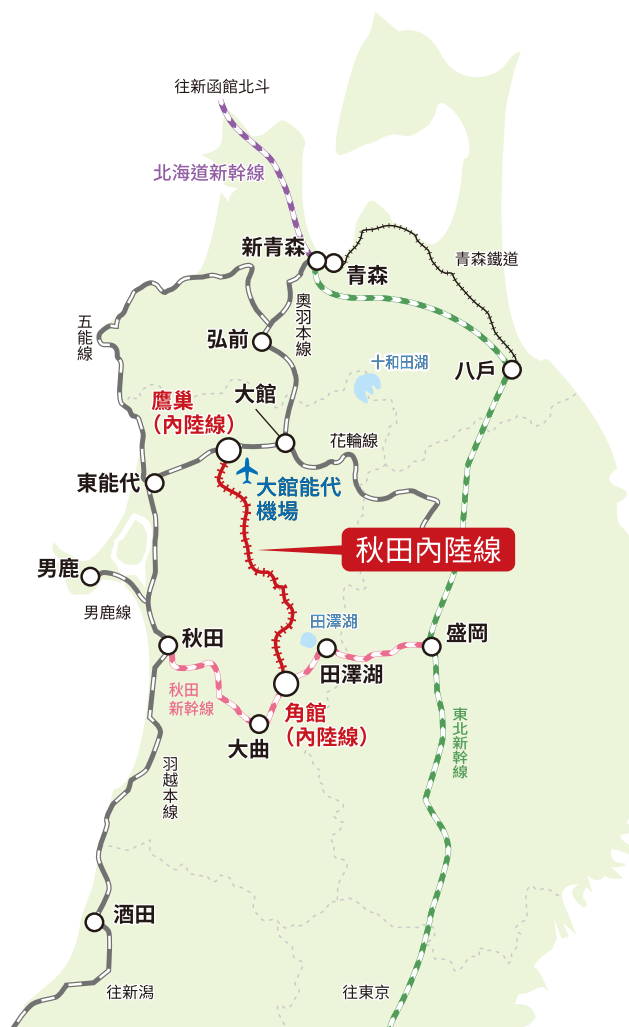 往新函館北斗
北海道新幹線
新青森
青森
青森鐵道
五能線
奧羽本線
弘前
十和田湖
八戶
大館
鷹巢
(內陸線)
花輪線
東能代
大館能代
機場
秋田內陸線
男鹿
男鹿線
田澤湖
盛岡
秋田
田澤湖
秋田
新幹線
角館
(內陸線)
東北新幹線
大曲
羽越本線
酒田
往新潟
往東京